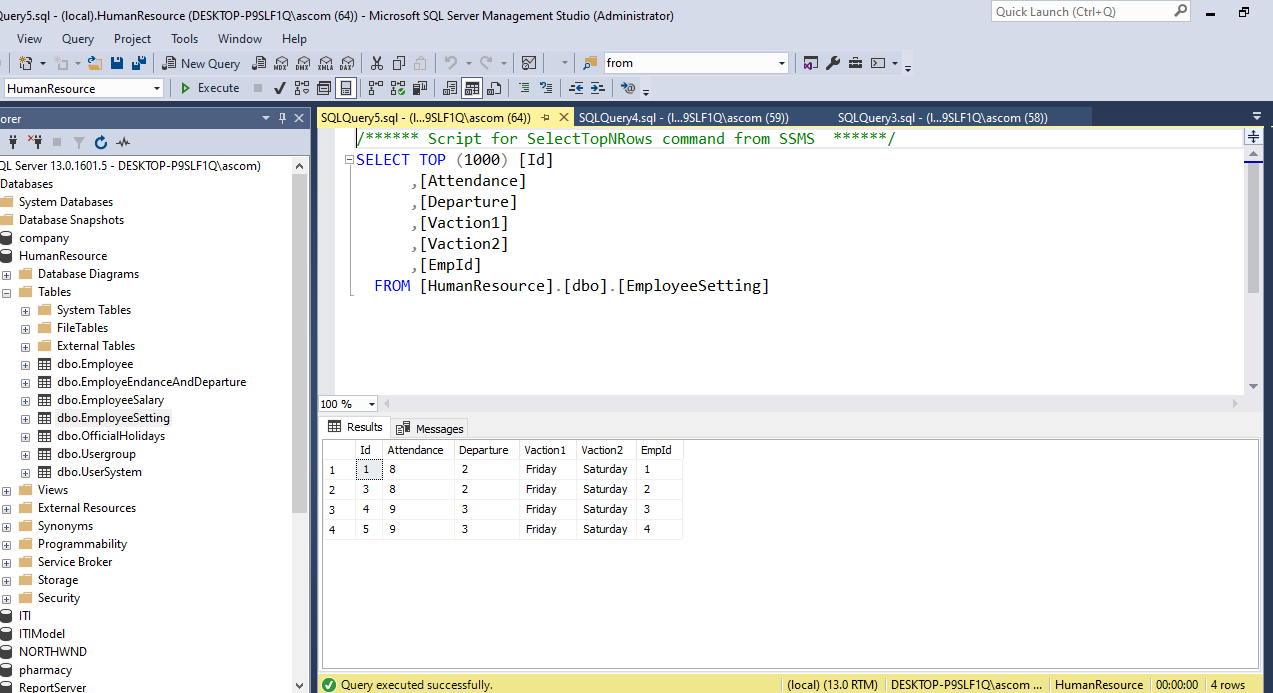 Query5.sql - (local).HumanResource (DESKTOP-P9SLF1Q\ascom (64)) - Microsoft SQL Server Management Studio (Administrator)
Quick Launch (Ctrl+Q)
View Query Project Tools Window Help
New Query
MDX DMX XMLA DAX
from
HumanResource
Execute
orer
SQLQuery5.sql - (l...9SLF1Q\ascom (64))
SQLQuery4.sql - (l...9SLF1Q\ascom (59))
SQLQuery3.sql - (l...9SLF1Q\ascom (58))
QL Server 13.0.1601.5 - DESKTOP-P9SLF1Q\ascom)
Databases
System Databases
Database Snapshots
company
HumanResource
Database Diagrams
Tables
System Tables
FileTables
External Tables
dbo.Employee
dbo.EmployeEndanceAndDeparture
dbo.EmployeeSalary
dbo.EmployeeSetting
dbo.OfficialHolidays
dbo.Usergroup
dbo.UserSystem
Views
External Resources
Synonyms
Programmability
Service Broker
Storage
Security
ITI
ITIModel
NORTHWND
pharmacy
ReportServer
/****** Script for SelectTopNRows command from SSMS  ******/
SELECT TOP (1000) [Id]
,[Attendance]
,[Departure]
,[Vaction1]
,[Vaction2]
,[EmpId]
FROM [HumanResource].[dbo].[EmployeeSetting]
100 %
Results Messages
Id Attendance Departure Vaction1 Vaction2 EmpId
1 1 8 2 Friday Saturday 1
2 3 8 2 Friday Saturday 2
3 4 9 3 Friday Saturday 3
4 5 9 3 Friday Saturday 4
Query executed successfully.
(local) (13.0 RTM) DESKTOP-P9SLF1Q\ascom ... HumanResource 00:00:00 4 rows